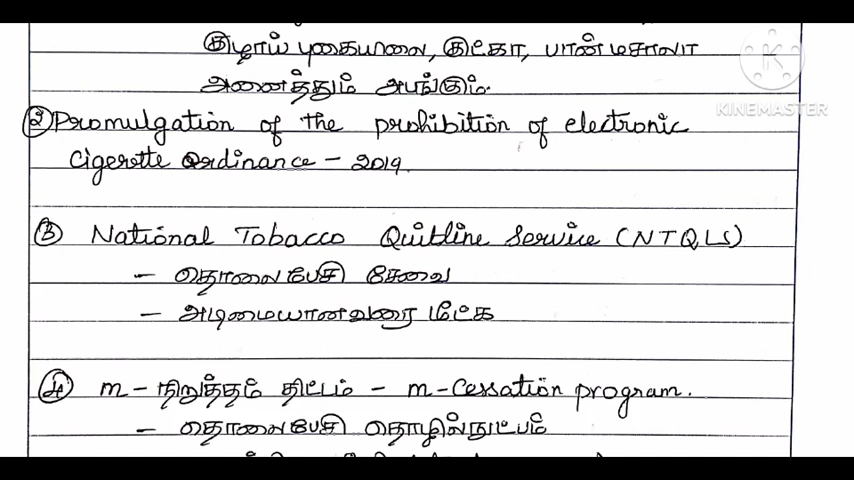 குழாய் புகையிலை, குட்கா, பான்மசாலா
அனைத்தும் அடங்கும்.
② Promulgation of the prohibition of electronic
Cigerette Ordinance - 2019.
③ National Tobacco Quitline Service (NTQLS)
- தொலைபேசி சேவை
- அடிமையானவரை மீட்க
④ m - நிறுத்தம் திட்டம் - m-Cessation program.
- தொலைபேசி தொழில்நுட்பம்
KINEMASTER